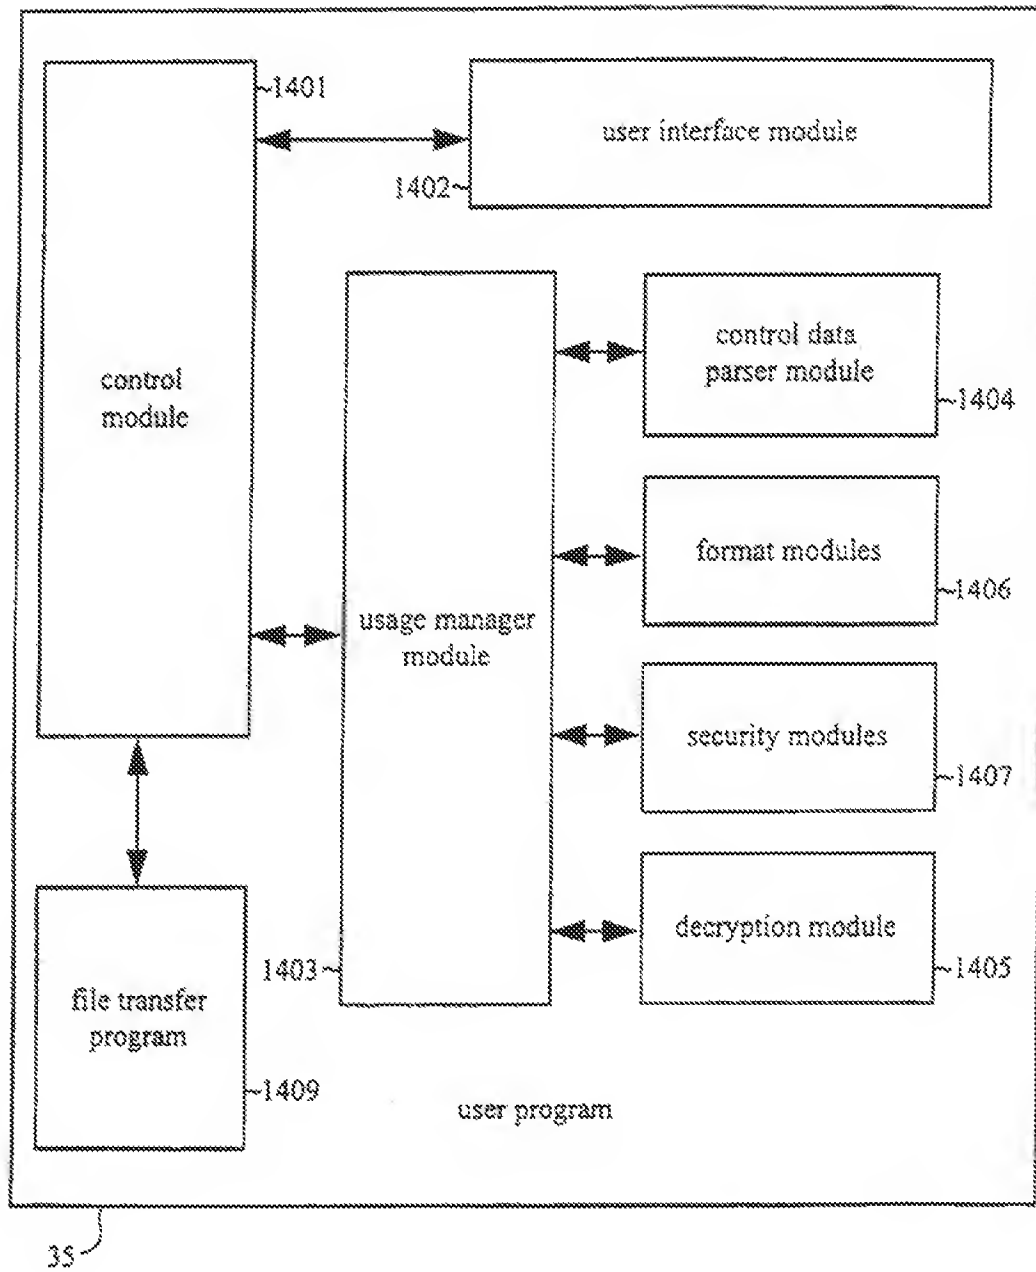 1401
user interface module
1402
control
module
control data
parser module
1404
format modules
1406
usage manager
module
security modules
1407
decryption module
1405
1403
file transfer
program
1409
user program
35